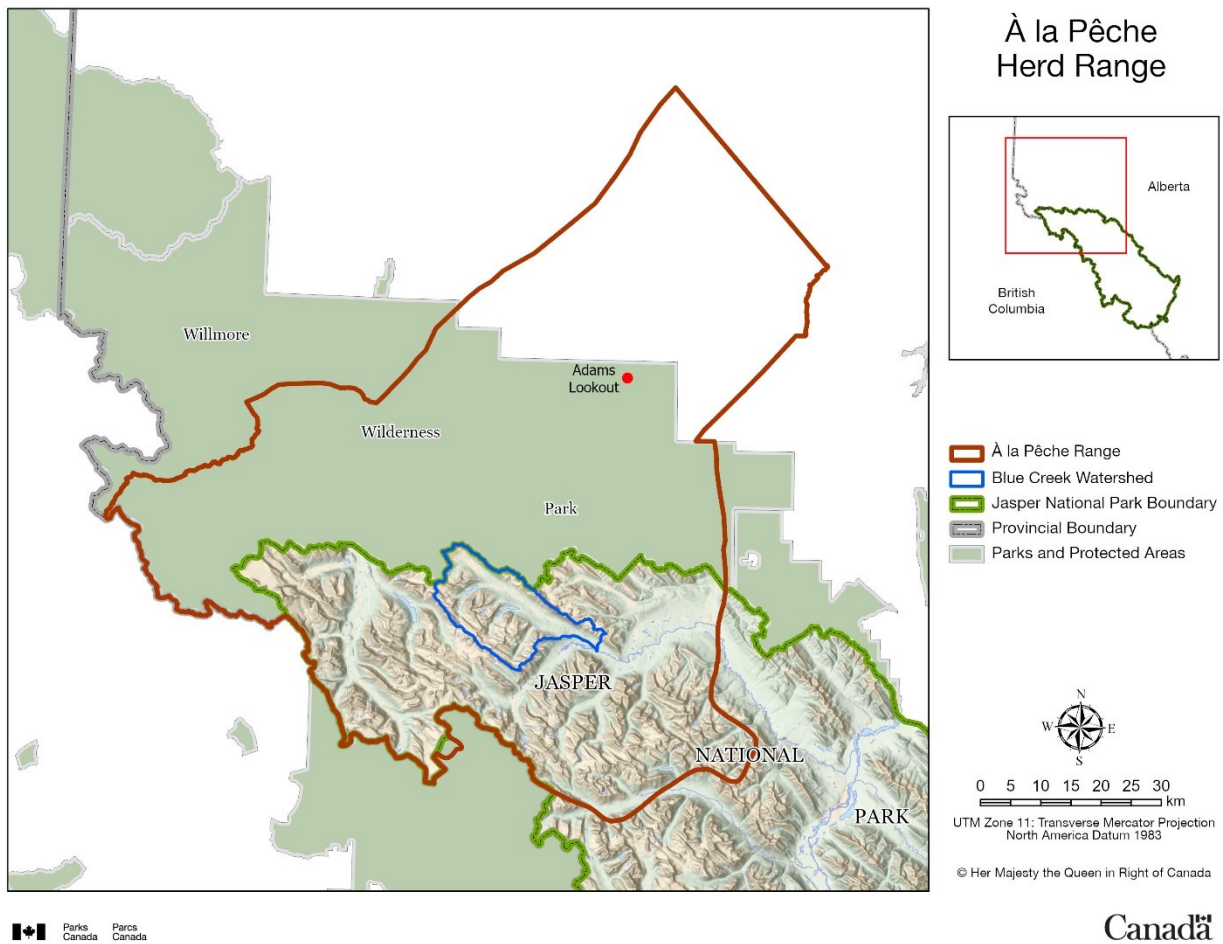 À la Pêche
Herd Range
Alberta
British
Columbia
Willmore
Adams
Lookout
Wilderness
Park
JASPER
NATIONAL
PARK
À la Pêche Range
Blue Creek Watershed
Jasper National Park Boundary
Provincial Boundary
Parks and Protected Areas
N
W E
S
0 5 10 15 20 25 30
km
UTM Zone 11: Transverse Mercator Projection
North America Datum 1983
© Her Majesty the Queen in Right of Canada
Parks Parcs
Canada Canada
Canada